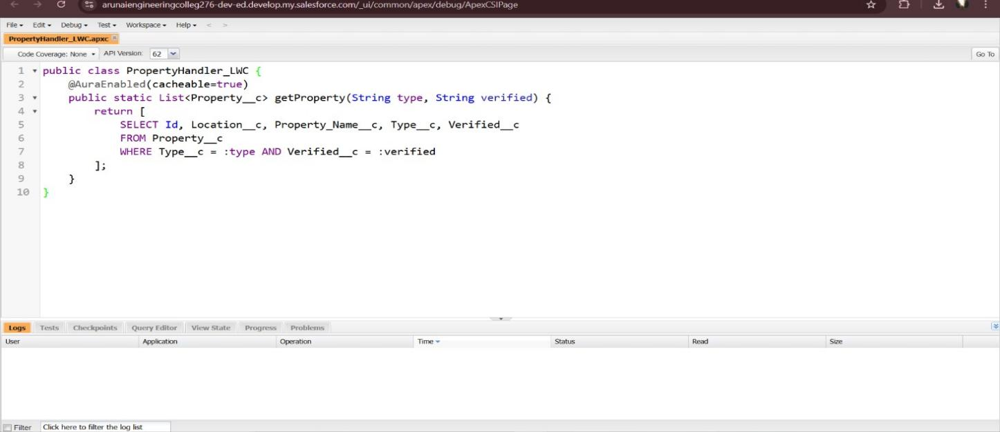 arunaiengineeringcolleg276-dev-ed.develop.my.salesforce.com/_ui/common/apex/debug/ApexCSIPage
File Edit Debug Test Workspace Help < >
PropertyHandler_LWC.apxc
Code Coverage: None API Version: 62 Go To
1 public class PropertyHandler_LWC {
2 @AuraEnabled(cacheable=true)
3 public static List<Property__c> getProperty(String type, String verified) {
4 return [
5 SELECT Id, Location__c, Property_Name__c, Type__c, Verified__c
6 FROM Property__c
7 WHERE Type__c = :type AND Verified__c = :verified
8 ];
9 }
10 }
Logs Tests Checkpoints Query Editor View State Progress Problems
User Application Operation Time Status Read Size
Filter Click here to filter the log list